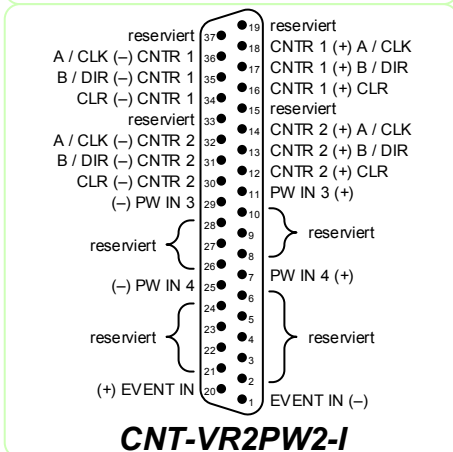 reserviert 37 19 reserviert
A / CLK (–) CNTR 1 36 18 CNTR 1 (+) A / CLK
B / DIR (–) CNTR 1 35 17 CNTR 1 (+) B / DIR
CLR (–) CNTR 1 34 16 CNTR 1 (+) CLR
reserviert 33 15 reserviert
A / CLK (–) CNTR 2 32 14 CNTR 2 (+) A / CLK
B / DIR (–) CNTR 2 31 13 CNTR 2 (+) B / DIR
CLR (–) CNTR 2 30 12 CNTR 2 (+) CLR
(–) PW IN 3 29 11 PW IN 3 (+)
28 10
reserviert 27 9 reserviert
26 8
(–) PW IN 4 25 7 PW IN 4 (+)
24 6
23 5
reserviert 22 4 reserviert
21 3
2
(+) EVENT IN 20 1 EVENT IN (–)
CNT-VR2PW2-I